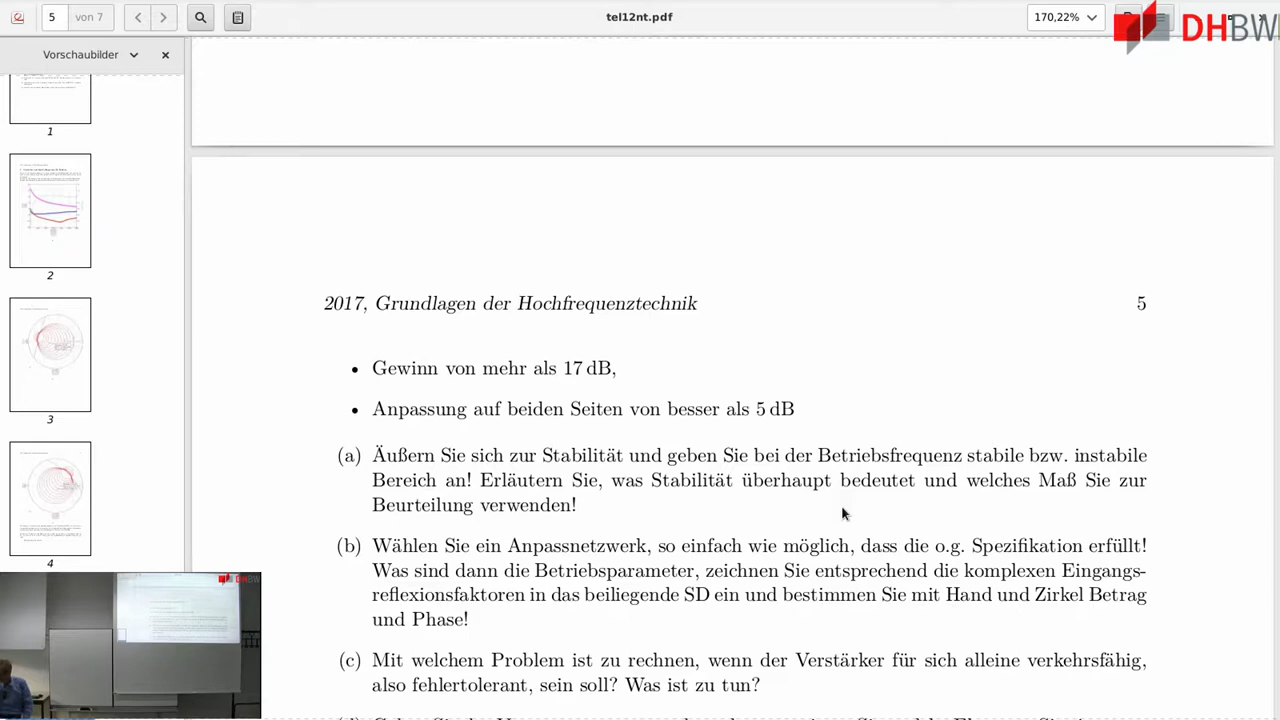 5 von 7
tel12nt.pdf
170,22%
DHBW
Vorschaubilder
1
2
3
4
2017, Grundlagen der Hochfrequenztechnik 5
• Gewinn von mehr als 17 dB,
• Anpassung auf beiden Seiten von besser als 5 dB
(a) Äußern Sie sich zur Stabilität und geben Sie bei der Betriebsfrequenz stabile bzw. instabile
Bereich an! Erläutern Sie, was Stabilität überhaupt bedeutet und welches Maß Sie zur
Beurteilung verwenden!
(b) Wählen Sie ein Anpassnetzwerk, so einfach wie möglich, dass die o.g. Spezifikation erfüllt!
Was sind dann die Betriebsparameter, zeichnen Sie entsprechend die komplexen Eingangs-
reflexionsfaktoren in das beiliegende SD ein und bestimmen Sie mit Hand und Zirkel Betrag
und Phase!
(c) Mit welchem Problem ist zu rechnen, wenn der Verstärker für sich alleine verkehrsfähig,
also fehlertolerant, sein soll? Was ist zu tun?
DHBW